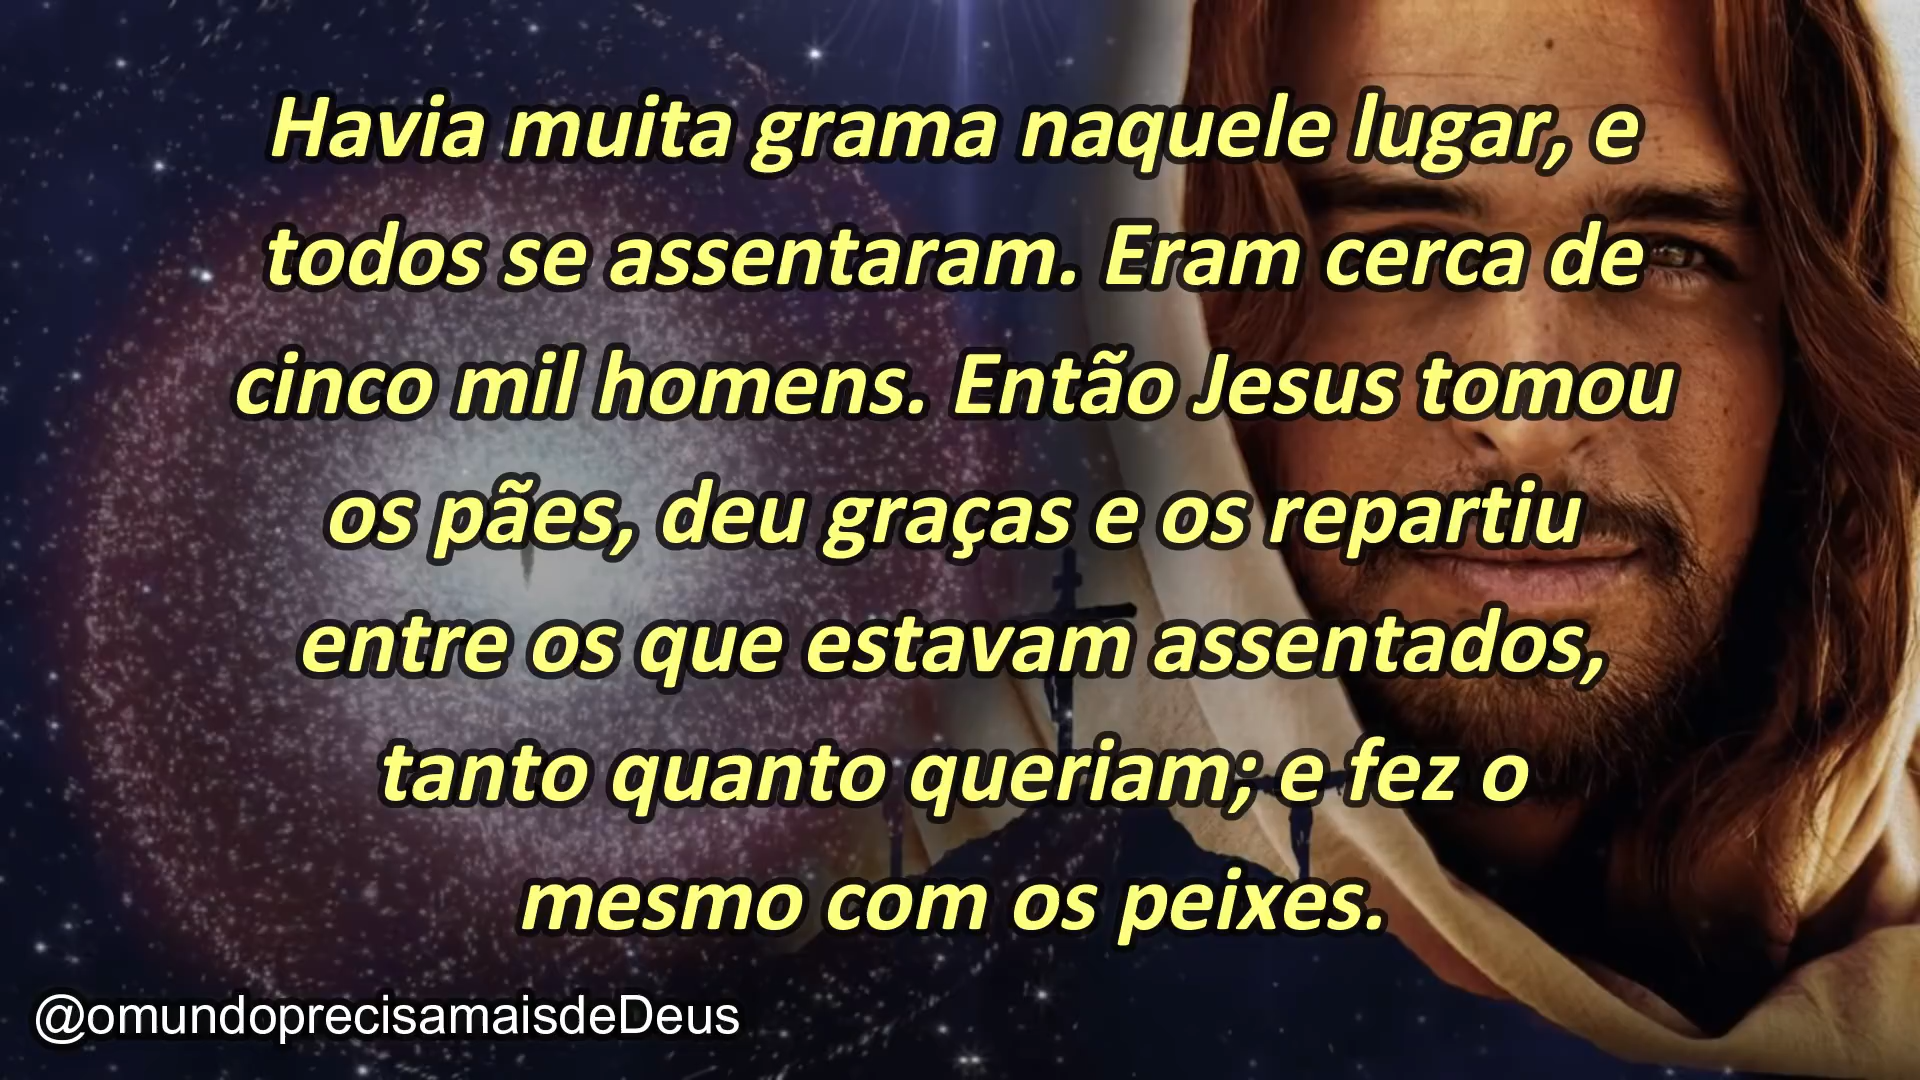 Havia muita grama naquele lugar, e
todos se assentaram. Eram cerca de
cinco mil homens. Então Jesus tomou
os pães, deu graças e os repartiu
entre os que estavam assentados,
tanto quanto queriam; e fez o
mesmo com os peixes.
@omundoprecisamaisdeDeus